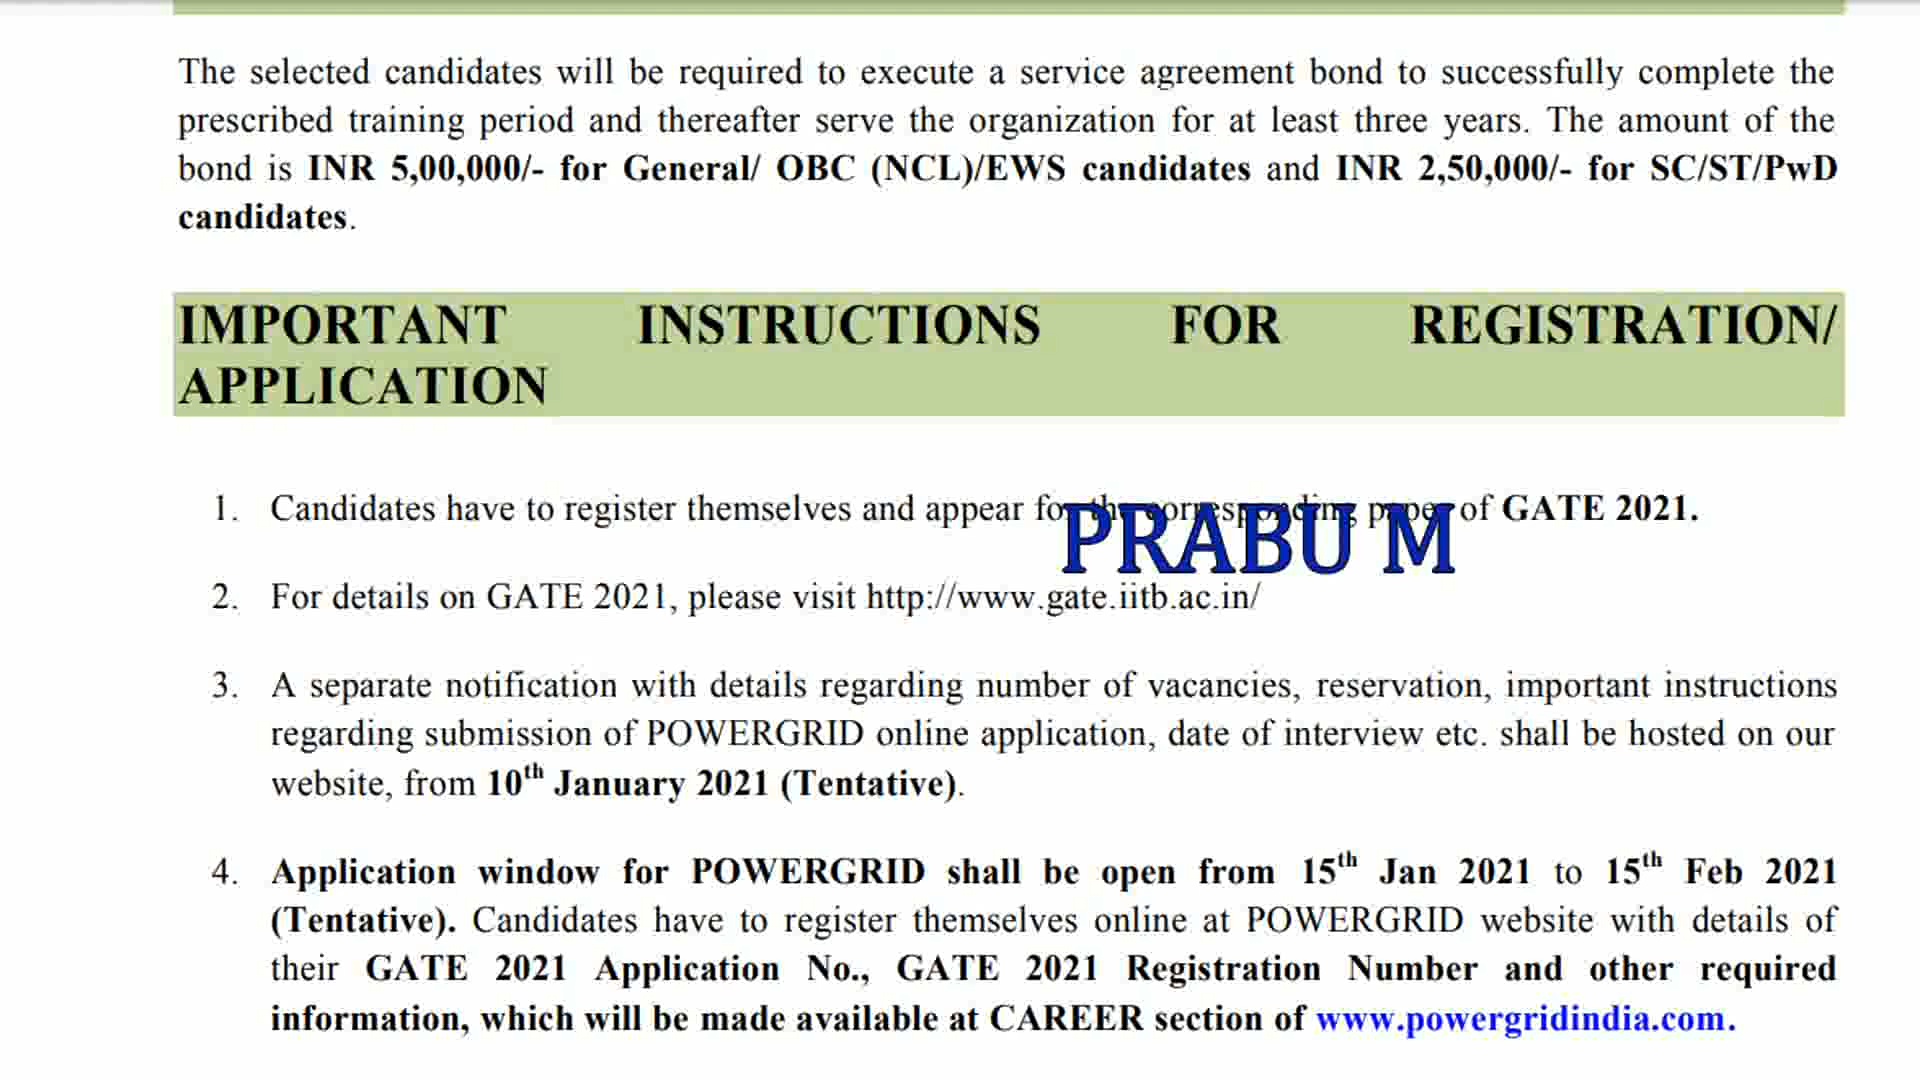 The selected candidates will be required to execute a service agreement bond to successfully complete the
prescribed training period and thereafter serve the organization for at least three years. The amount of the
bond is INR 5,00,000/- for General/ OBC (NCL)/EWS candidates and INR 2,50,000/- for SC/ST/PwD
candidates.
IMPORTANT INSTRUCTIONS FOR REGISTRATION/
APPLICATION
1. Candidates have to register themselves and appear for the corresponding paper of GATE 2021.
PRABU M
2. For details on GATE 2021, please visit http://www.gate.iitb.ac.in/
3. A separate notification with details regarding number of vacancies, reservation, important instructions
regarding submission of POWERGRID online application, date of interview etc. shall be hosted on our
website, from 10th January 2021 (Tentative).
4. Application window for POWERGRID shall be open from 15th Jan 2021 to 15th Feb 2021
(Tentative). Candidates have to register themselves online at POWERGRID website with details of
their GATE 2021 Application No., GATE 2021 Registration Number and other required
information, which will be made available at CAREER section of www.powergridindia.com.